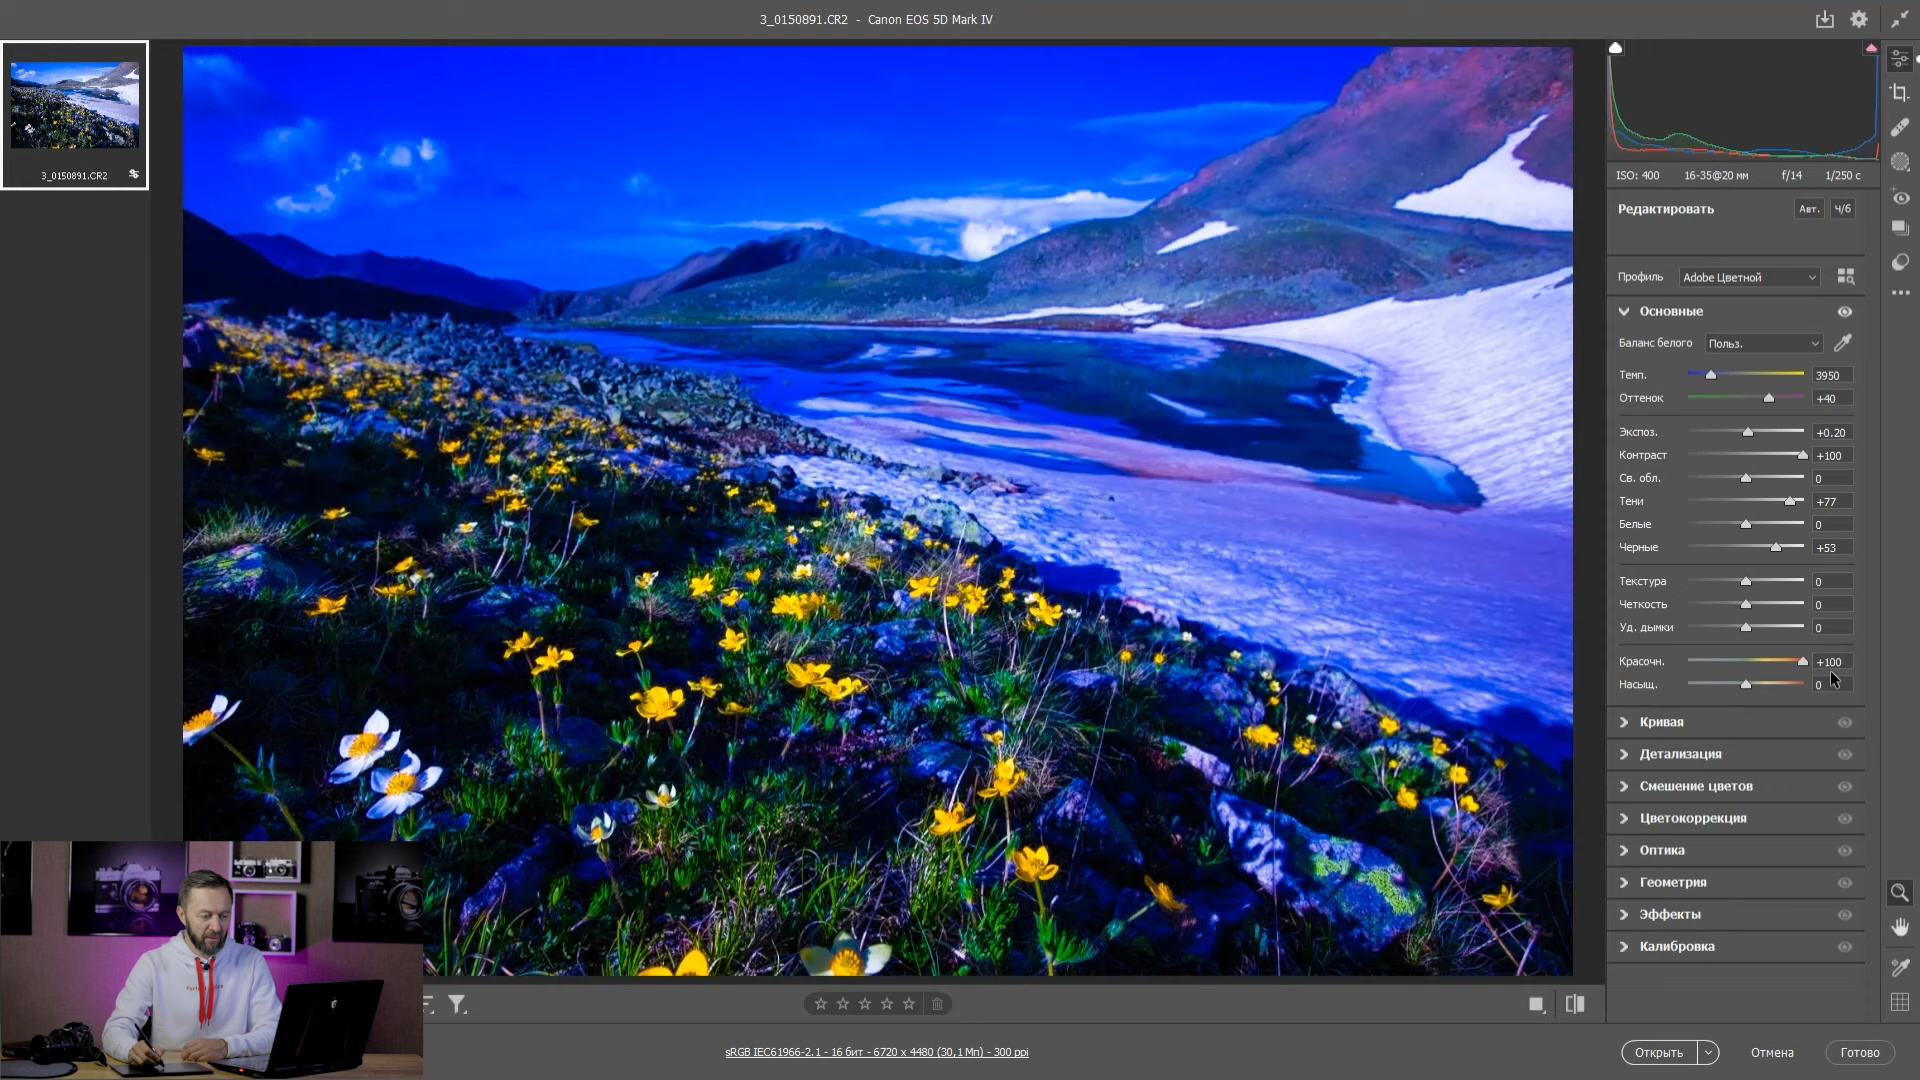 3_0150891.CR2 - Canon EOS 5D Mark IV
3_0150891.CR2
ISO: 400 16-35@20 мм f/14 1/250 с
Редактировать Авт. Ч/б
Профиль Adobe Цветной
Основные
Баланс белого Польз.
Темп. 3950
Оттенок +40
Экспоз. +0.20
Контраст +100
Св. обл. 0
Тени +77
Белые 0
Черные +53
Текстура 0
Четкость 0
Уд. дымки 0
Красочн. +100
Насыщ. 0
Кривая
Детализация
Смешение цветов
Цветокоррекция
Оптика
Геометрия
Эффекты
Калибровка
sRGB IEC61966-2.1 - 16 бит - 6720 x 4480 (30,1 Мп) - 300 ppi
Открыть Отмена Готово